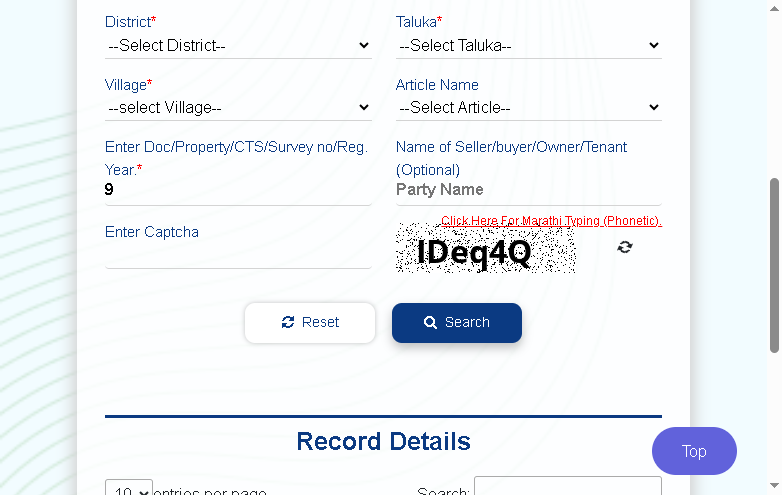 District*
Taluka*
--Select District--
--Select Taluka--
Village*
Article Name
--select Village--
--Select Article--
Enter Doc/Property/CTS/Survey no/Reg. Year.*
Name of Seller/buyer/Owner/Tenant (Optional)
9
Party Name
Click Here For Marathi Typing (Phonetic).
Enter Captcha
IDeq4Q
Reset
Search
Record Details
Top
10 entries per page
Search: